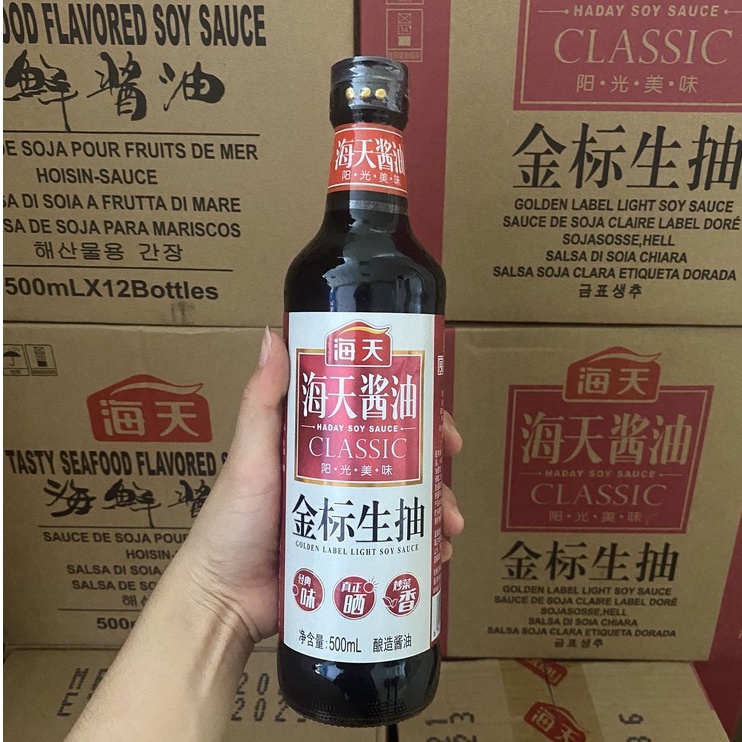 OOD FLAVORED SOY SAUCE
鲜酱油
DE SOJA POUR FRUITS DE MER
HOISIN-SAUCE
SA DI SOIA A FRUTTA DI MARE
SA DE SOJA PARA MARISCOS
해산물용 간장
500mLX12Bottles
HADAY SOY SAUCE
CLASSIC
阳·光·美·味
金标生抽
GOLDEN LABEL LIGHT SOY SAUCE
SAUCE DE SOJA CLAIRE LABEL DORÉ
SOJASOSSE,HELL
SALSA DI SOIA CHIARA
SALSA SOJA CLARA ETIQUETA DORADA
금표생추
海天酱油
阳·光·美·味
海天
海天酱油
HADAY SOY SAUCE
CLASSIC
阳·光·美·味
金标生抽
GOLDEN LABEL LIGHT SOY SAUCE
经典
味
真正
晒
炒菜
香
净含量:500mL 酿造酱油
海天
TASTY SEAFOOD FLAVORED S
海鲜酱
SAUCE DE SOJA POUR
HOISIN-
SALSA DI SOIA
SALSA DE SO
해산
500m
海天
海天酱油
HADAY SOY SAUCE
CLASSIC
阳·光·美·味
金标生抽
GOLDEN LABEL LIGHT SOY SAUCE
SAUCE DE SOJA CLAIRE LABEL DORÉ
SOJASOSSE,HELL
SALSA DI SOIA CHIARA
SALSA SOJA CLARA ETIQUETA DORADA
금표생추
海天